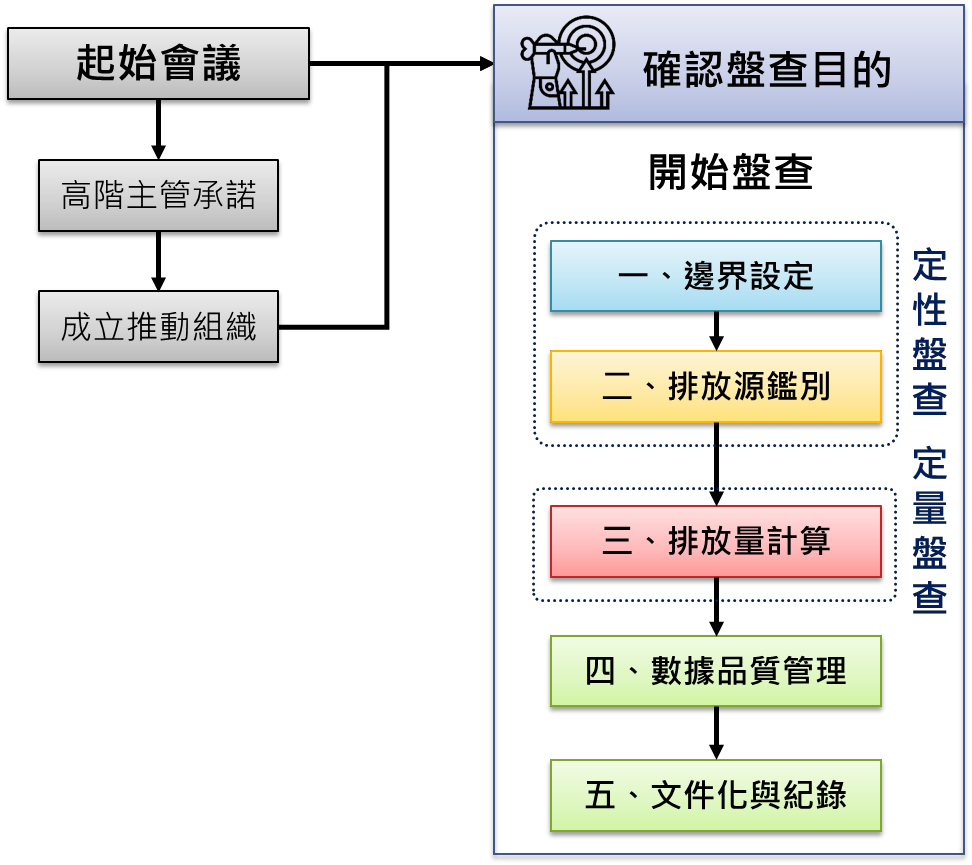 起始會議
高階主管承諾
成立推動組織
確認盤查目的
開始盤查
一、邊界設定
二、排放源鑑別
定性盤查
三、排放量計算
定量盤查
四、數據品質管理
五、文件化與紀錄